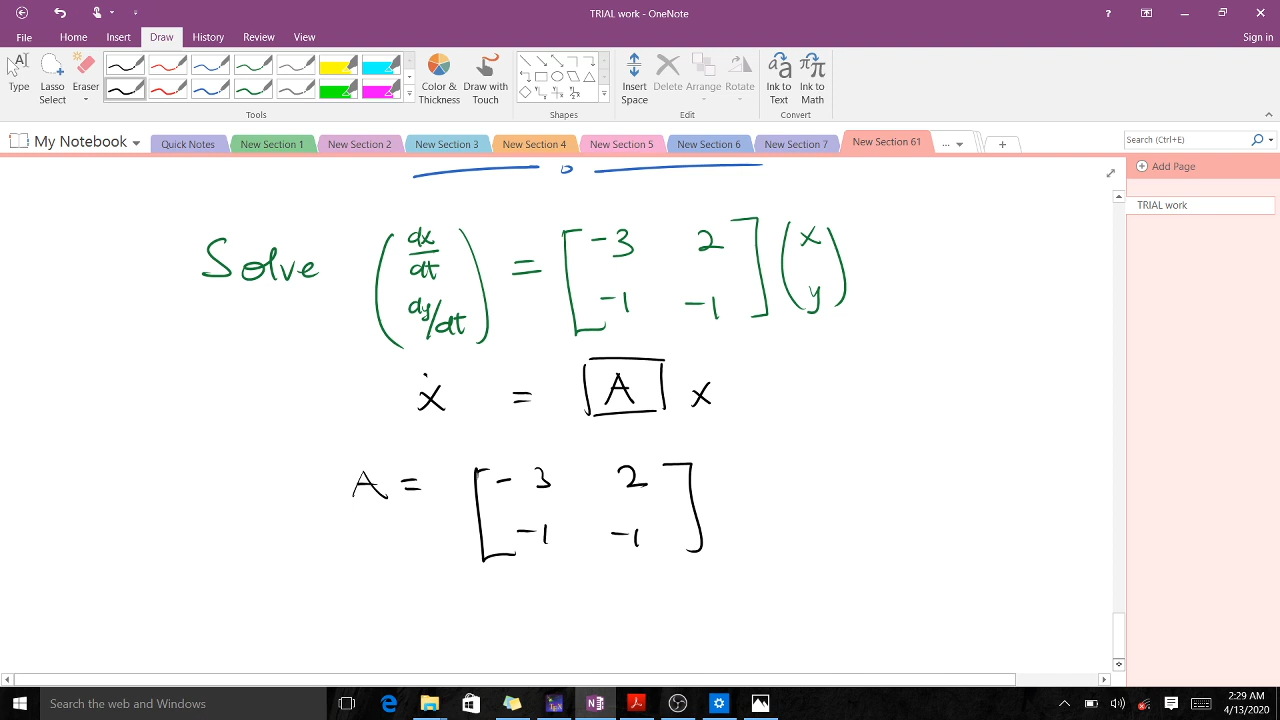 TRIAL work - OneNote
? Sign in
File Home Insert Draw History Review View
Type Lasso Select Eraser Color & Thickness Draw with Touch Insert Space Delete Arrange Rotate Ink to Text Ink to Math
Tools Shapes Edit Convert
My Notebook Quick Notes New Section 1 New Section 2 New Section 3 New Section 4 New Section 5 New Section 6 New Section 7 New Section 61 ... + Search (Ctrl+E)
Add Page
TRIAL work
Solve (dx/dt dy/dt) = [-3 2 -1 -1] (x y)
ẋ = A x
A = [-3 2
-1 -1]
Search the web and Windows
2:29 AM
4/13/2020